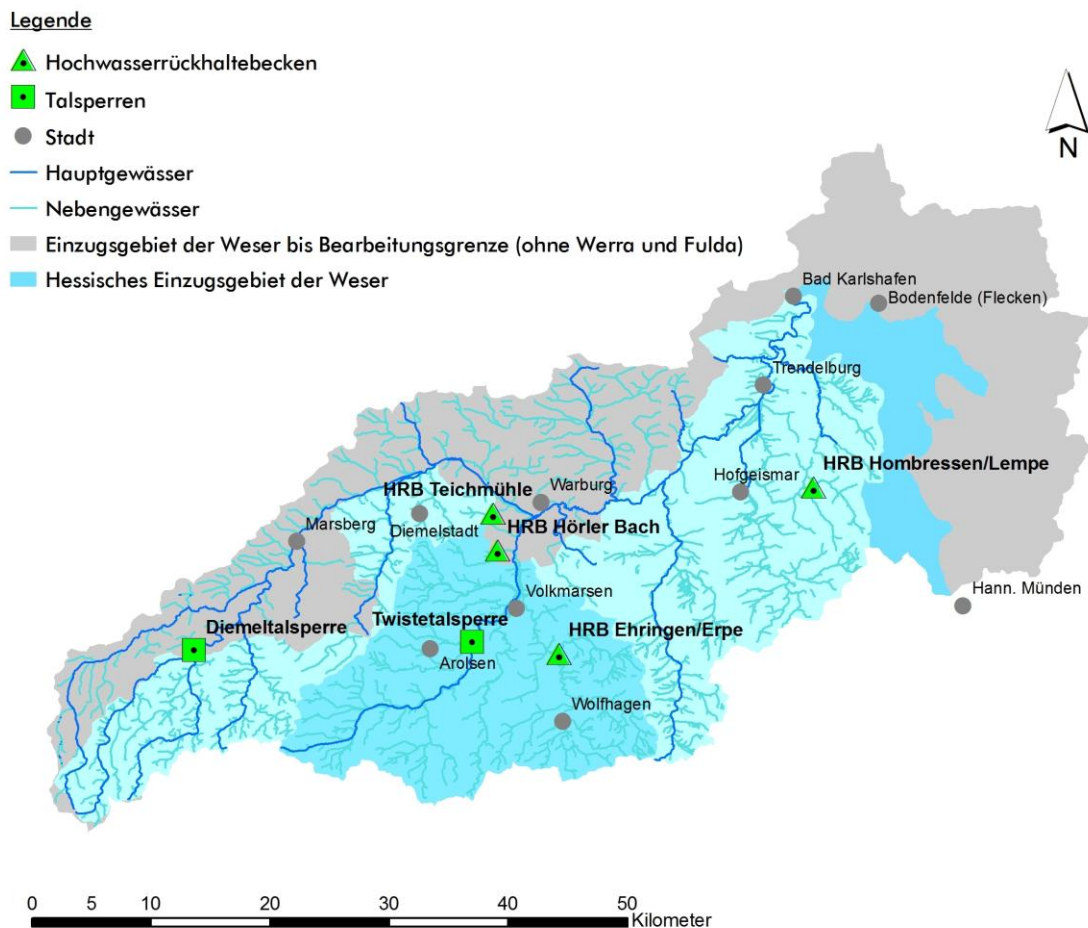 Legende
Hochwasserrückhaltebecken
Talsperren
Stadt
Hauptgewässer
Nebengewässer
Einzugsgebiet der Weser bis Bearbeitungsgrenze (ohne Werra und Fulda)
Hessisches Einzugsgebiet der Weser
N
Bad Karlshafen
Bodenfelde (Flecken)
Trendelburg
HRB Hombressen/Lempe
Hofgeismar
HRB Teichmühle
Warburg
Diemelstadt
HRB Hörler Bach
Marsberg
Hann. Münden
Volkmarsen
Twistetalsperre
Diemeltalsperre
HRB Ehringen/Erpe
Arolsen
Wolfhagen
0 5 10 20 30 40 50
Kilometer